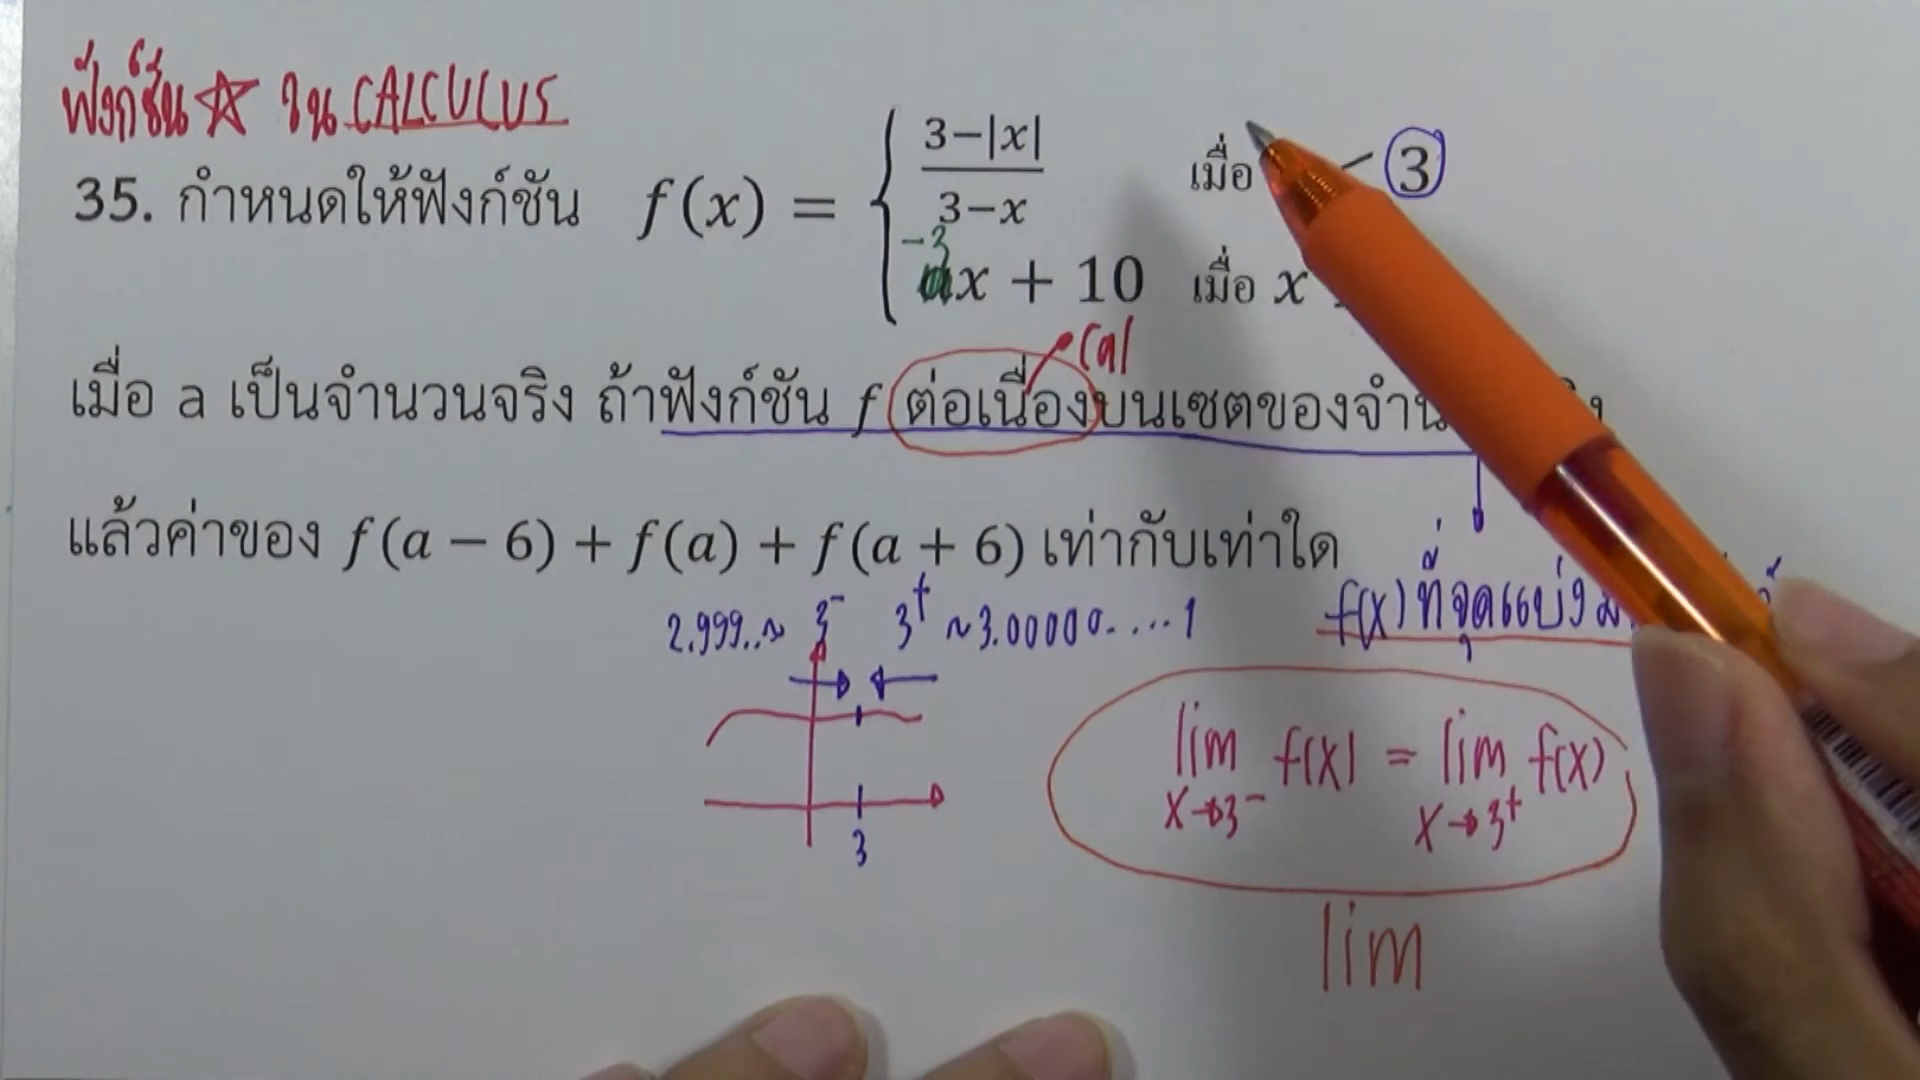 ฟังก์ชัน ☆ ใน CALCULUS
35. กำหนดให้ฟังก์ชัน f(x) = { (3−|x|)/(3−x) เมื่อ < 3
−3
ax + 10 เมื่อ x
Cal
เมื่อ a เป็นจำนวนจริง ถ้าฟังก์ชัน f ต่อเนื่องบนเซตของจำน
แล้วค่าของ f(a − 6) + f(a) + f(a + 6) เท่ากับเท่าใด
2.999..~ 3⁻ 3⁺ ~3.00000....1
f(x) ที่จุดแบ่ง
lim x→3⁻ f(x) = lim x→3⁺ f(x)
3
lim